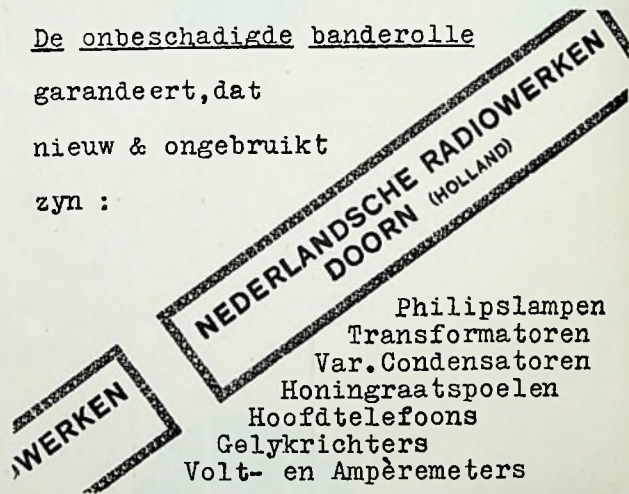 De onbeschadigde banderolle
garandeert,dat
nieuw & ongebruikt
zyn :
NEDERLANDSCHE RADIOWERKEN
DOORN (HOLLAND)
Philipslampen
Transformatoren
Var.Condensatoren
Honingraatspoelen
Hoofdtelefoons
Gelykrichters
Volt- en Ampèremeters
OWERKEN